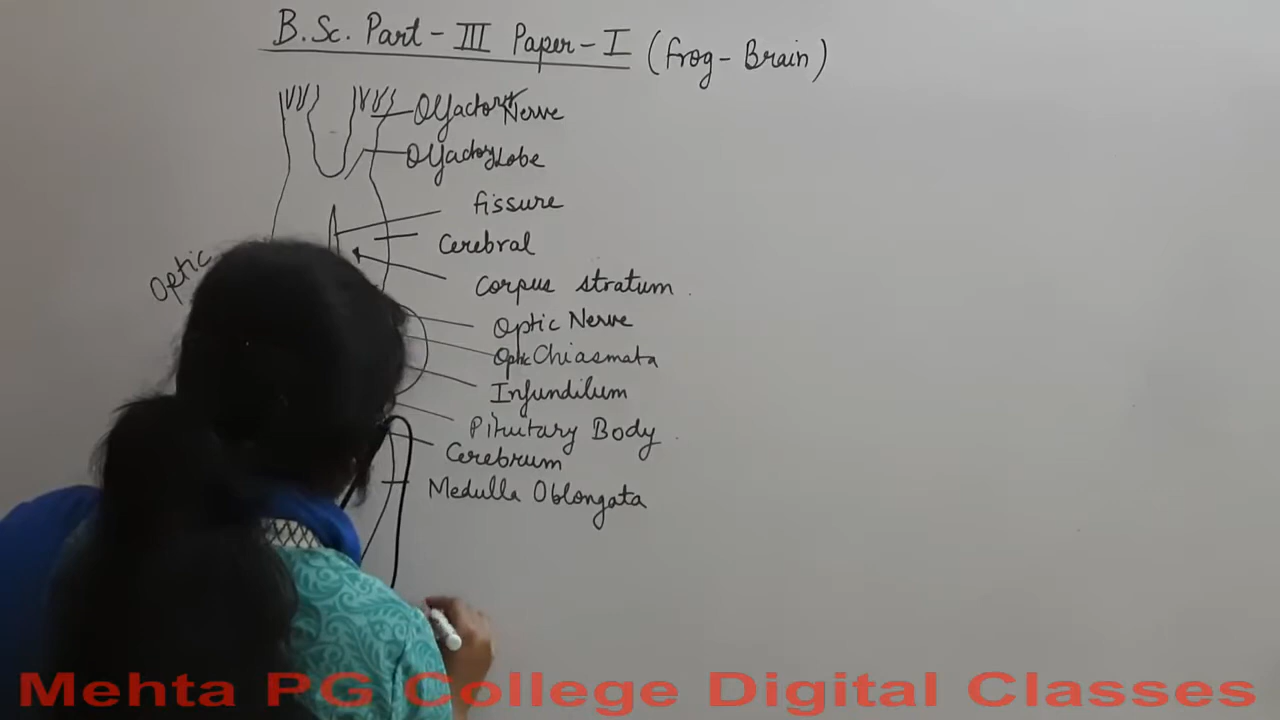 B.Sc. Part - III Paper - I (frog - Brain)
Olfactory Nerve
Olfactory Lobe
fissure
Cerebral
Optic
Corpus stratum.
Optic Nerve
Optic Chiasmata
Infundilum
Pituitary Body.
Cerebrum
Medulla Oblongata
Mehta PG College Digital Classes